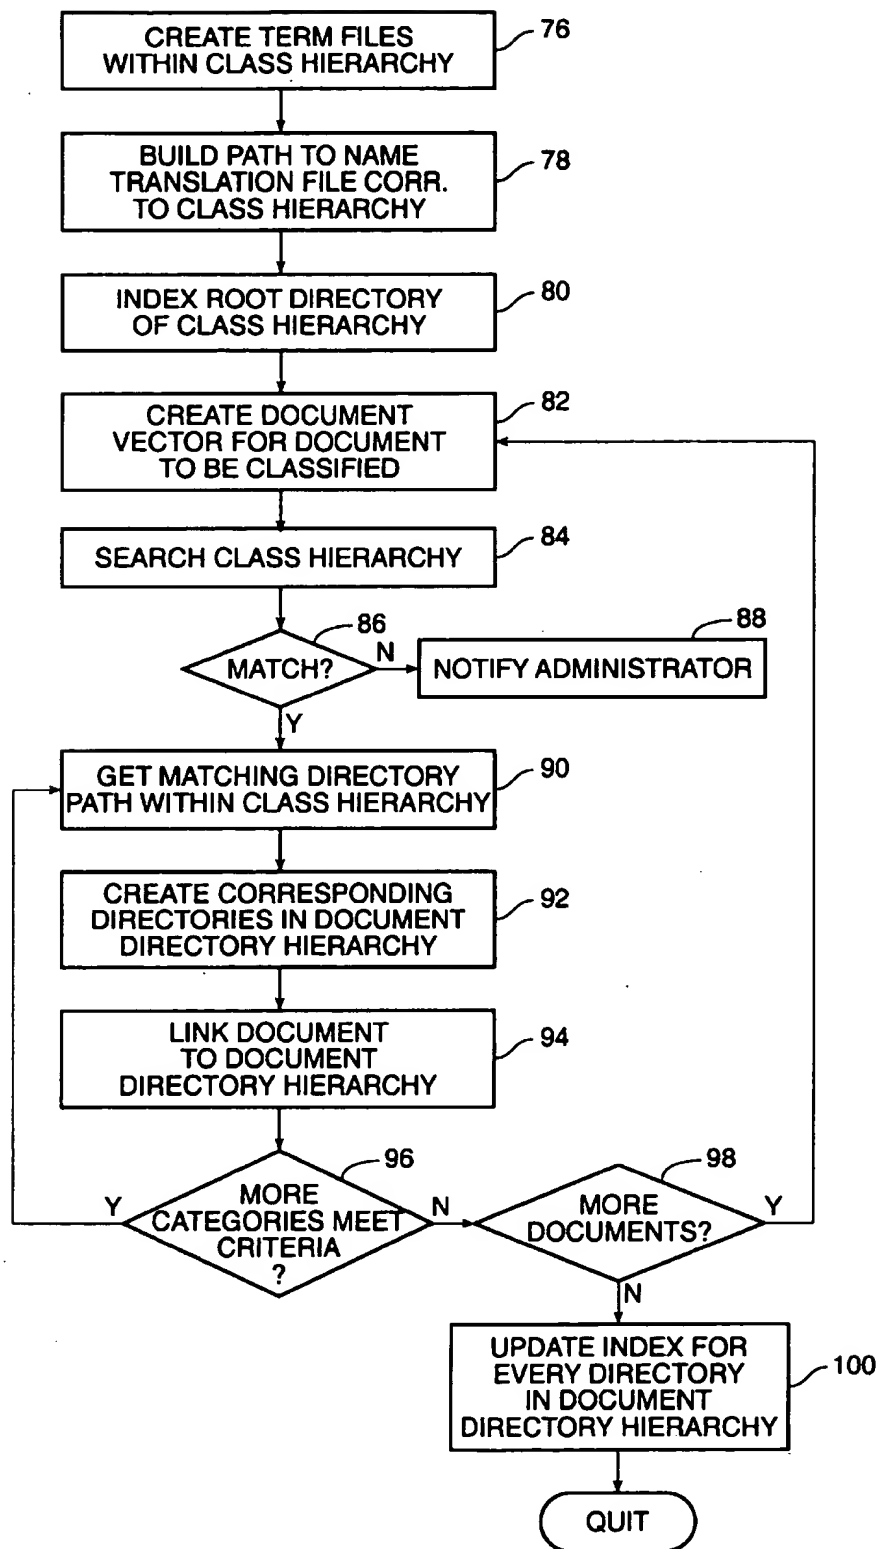 CREATE TERM FILES
WITHIN CLASS HIERARCHY
76
BUILD PATH TO NAME
TRANSLATION FILE CORR.
TO CLASS HIERARCHY
78
INDEX ROOT DIRECTORY
OF CLASS HIERARCHY
80
CREATE DOCUMENT
VECTOR FOR DOCUMENT
TO BE CLASSIFIED
82
SEARCH CLASS HIERARCHY
84
MATCH?
86
N
Y
NOTIFY ADMINISTRATOR
88
GET MATCHING DIRECTORY
PATH WITHIN CLASS HIERARCHY
90
CREATE CORRESPONDING
DIRECTORIES IN DOCUMENT
DIRECTORY HIERARCHY
92
LINK DOCUMENT
TO DOCUMENT
DIRECTORY HIERARCHY
94
Y
MORE
CATEGORIES MEET
CRITERIA
?
96
N
MORE
DOCUMENTS?
98
Y
N
UPDATE INDEX FOR
EVERY DIRECTORY
IN DOCUMENT
DIRECTORY HIERARCHY
100
QUIT